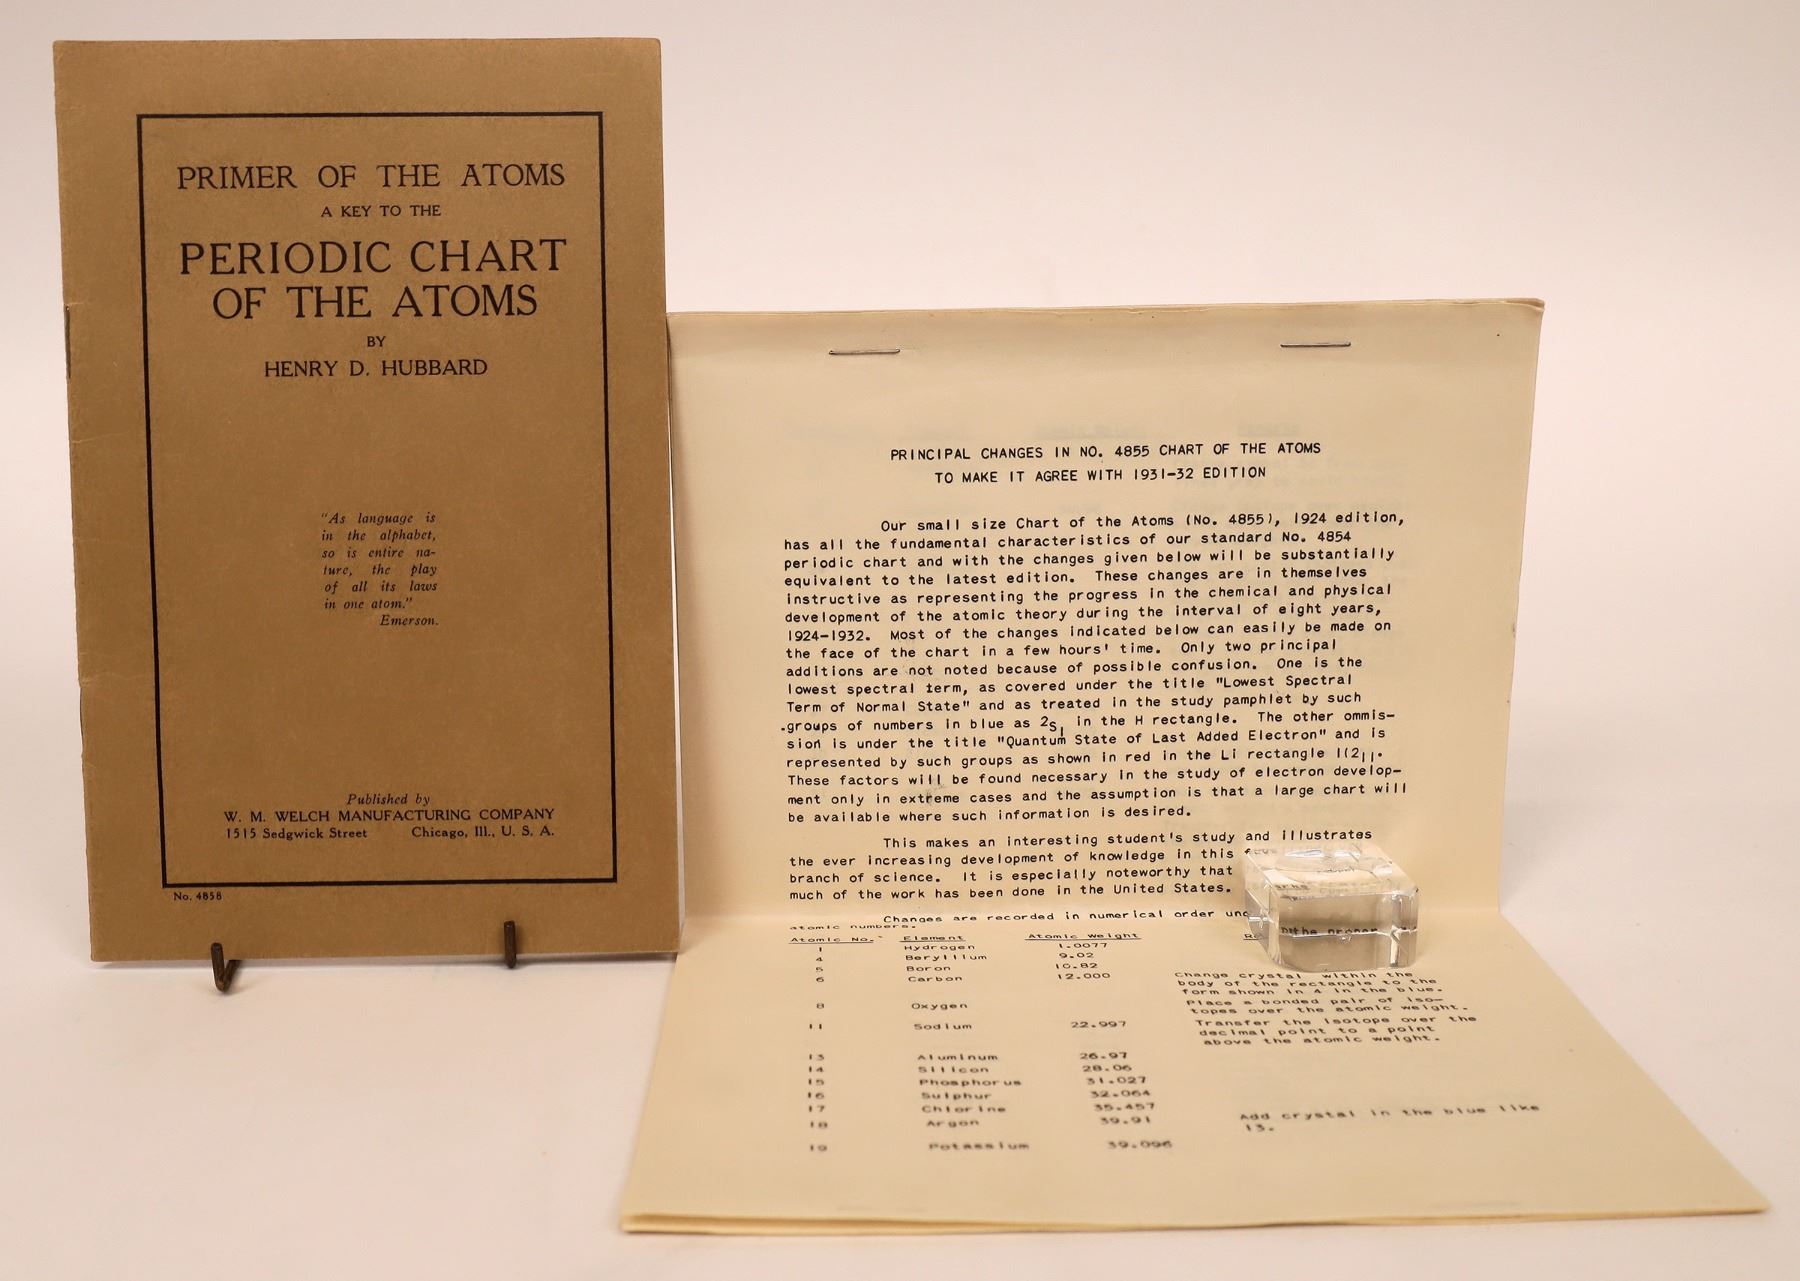 PRIMER OF THE ATOMS
A KEY TO THE
PERIODIC CHART
OF THE ATOMS
BY
HENRY D. HUBBARD
"As language is
in the alphabet,
so is entire na-
ture, the play
of all its laws
in one atom."
Emerson.
Published by
W. M. WELCH MANUFACTURING COMPANY
1515 Sedgwick Street Chicago, Ill., U. S. A.
No. 4858
PRINCIPAL CHANGES IN NO. 4855 CHART OF THE ATOMS
TO MAKE IT AGREE WITH 1931-32 EDITION
Our small size Chart of the Atoms (No. 4855), 1924 edition,
has all the fundamental characteristics of our standard No. 4854
periodic chart and with the changes given below will be substantially
equivalent to the latest edition. These changes are in themselves
instructive as representing the progress in the chemical and physical
development of the atomic theory during the interval of eight years,
1924-1932. Most of the changes indicated below can easily be made on
the face of the chart in a few hours' time. Only two principal
additions are not noted because of possible confusion. One is the
lowest spectral term, as covered under the title "Lowest Spectral
Term of Normal State" and as treated in the study pamphlet by such
groups of numbers in blue as 2S1 in the H rectangle. The other ommis-
sion is under the title "Quantum State of Last Added Electron" and is
represented by such groups as shown in red in the Li rectangle 1(211.
These factors will be found necessary in the study of electron develop-
ment only in extreme cases and the assumption is that a large chart will
be available where such information is desired.
This makes an interesting student's study and illustrates
the ever increasing development of knowledge in this
branch of science. It is especially noteworthy that
much of the work has been done in the United States.
Changes are recorded in numerical order the proper
atomic numbers.
Atomic No. Element Atomic Weight
1 Hydrogen 1.0077
4 Beryllium 9.02
5 Boron 10.82
6 Carbon 12.000 Change crystal within the
body of the rectangle to the
form shown in 4 in the blue.
8 Oxygen Place a bonded pair of iso-
topes over the atomic weight.
11 Sodium 22.997 Transfer the isotope over the
decimal point to a point
above the atomic weight.
13 Aluminum 26.97
14 Silicon 28.06
15 Phosphorus 31.027
16 Sulphur 32.064
17 Chlorine 35.457
18 Argon 39.91 Add crystal in the blue like
13.
19 Potassium 39.096